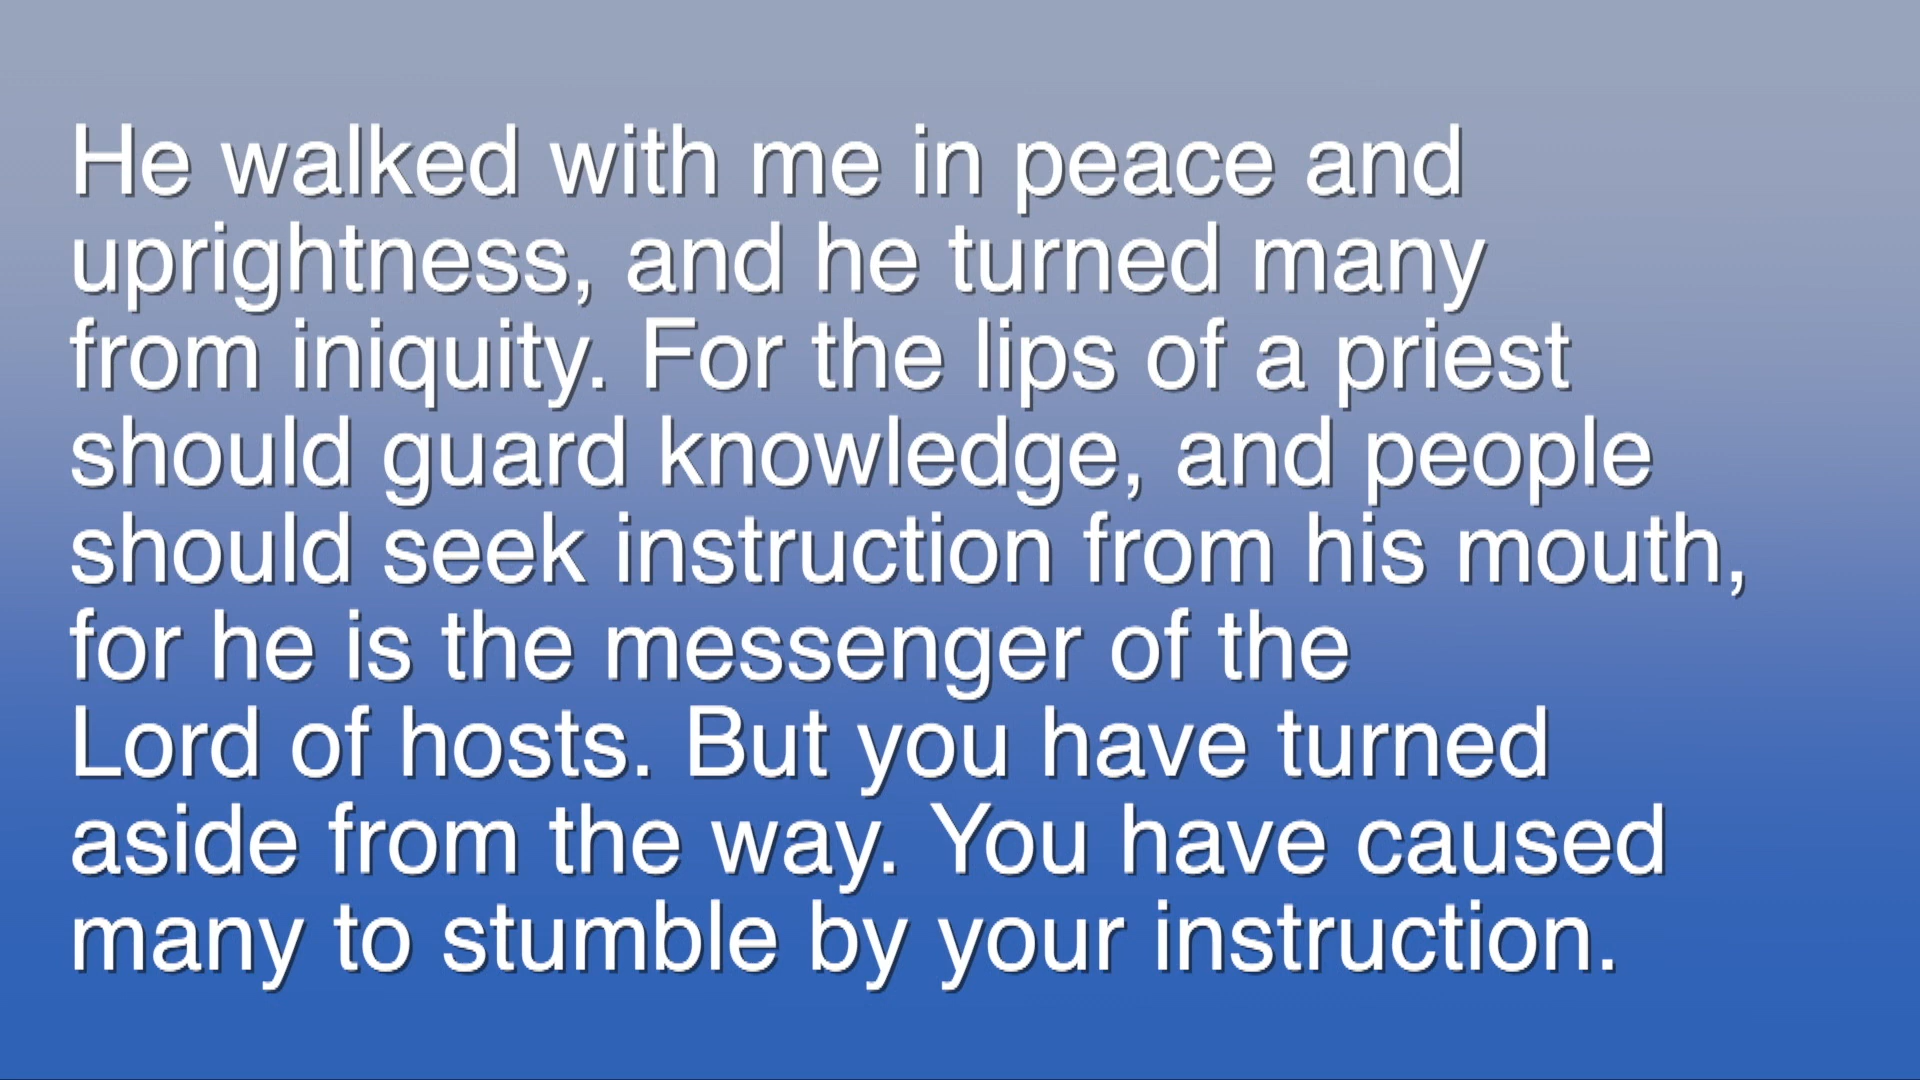 He walked with me in peace and
uprightness, and he turned many
from iniquity. For the lips of a priest
should guard knowledge, and people
should seek instruction from his mouth,
for he is the messenger of the
Lord of hosts. But you have turned
aside from the way. You have caused
many to stumble by your instruction.